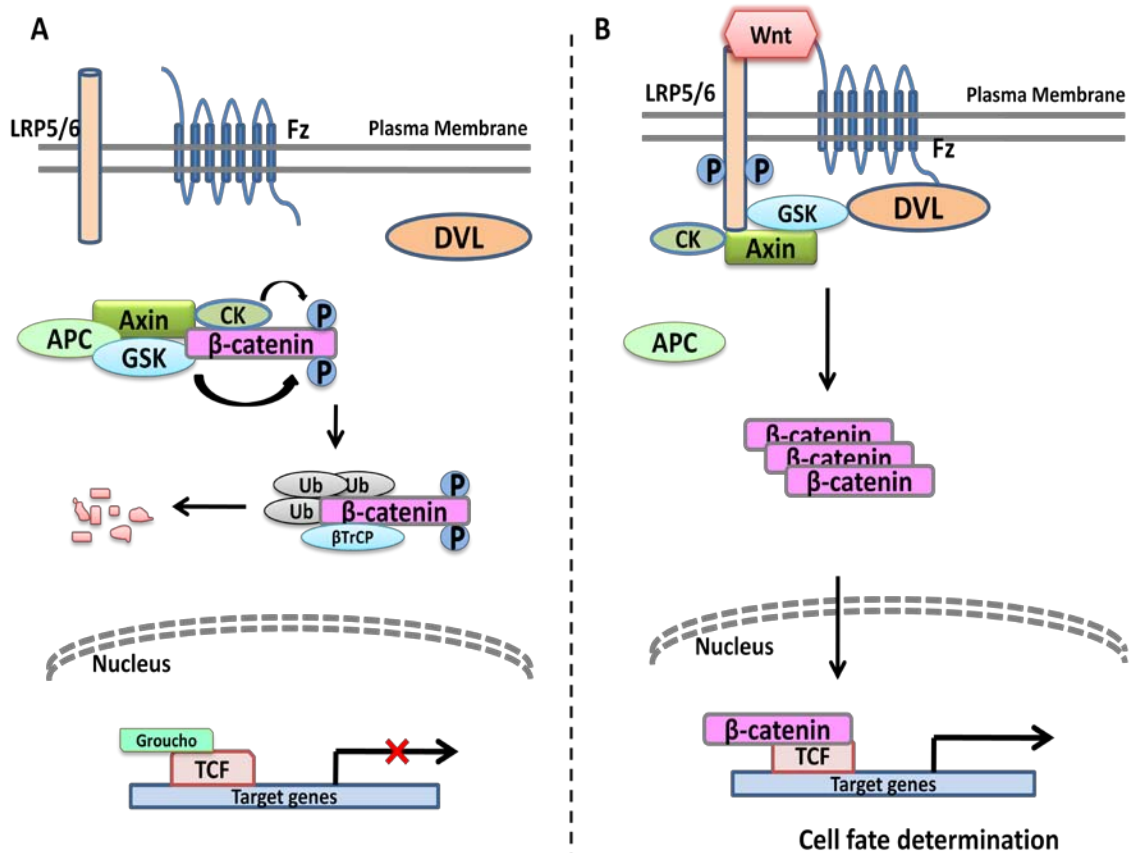 A
LRP5/6
Fz
Plasma Membrane
DVL
Axin
CK
P
APC
GSK
β-catenin
P
Ub
Ub
P
Ub
β-catenin
βTrCP
P
Nucleus
Groucho
TCF
Target genes
B
Wnt
LRP5/6
Plasma Membrane
Fz
P
P
GSK
DVL
CK
Axin
APC
β-catenin
β-catenin
β-catenin
Nucleus
β-catenin
TCF
Target genes
Cell fate determination